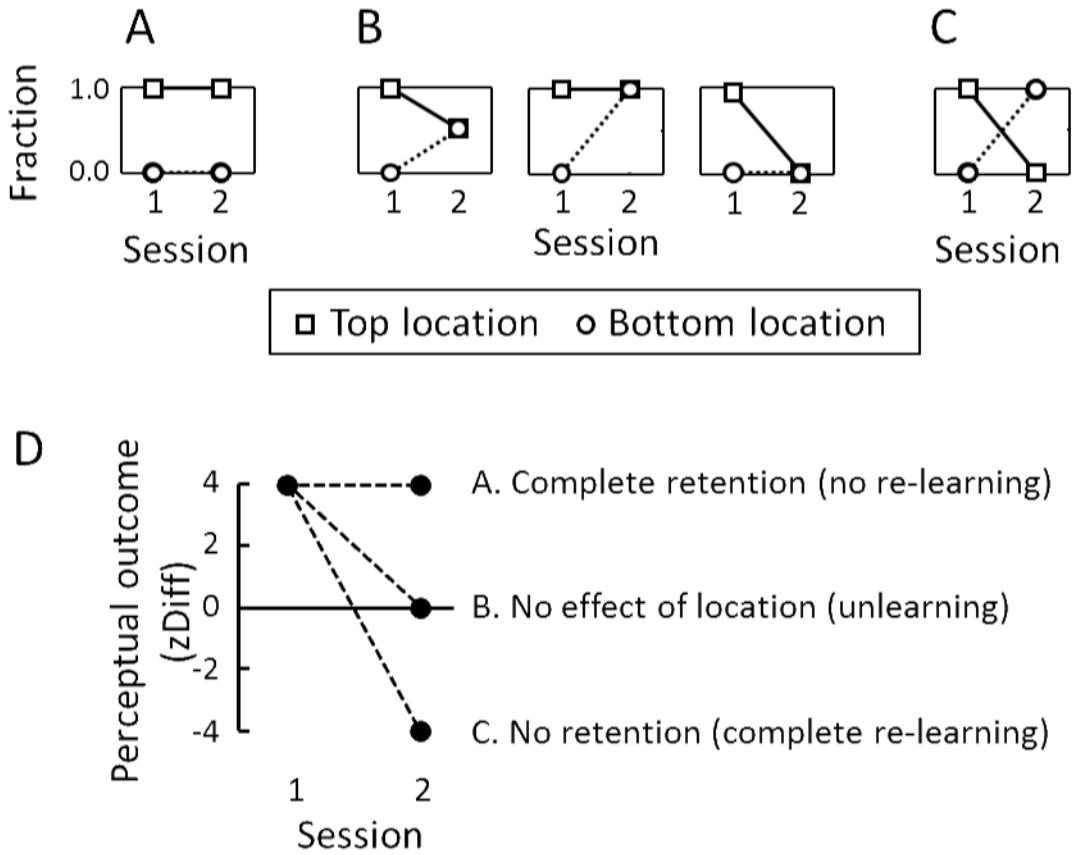 A
B
C
Fraction
1.0
0.0
1 2
1 2
1 2
1 2
1 2
Session
Session
Session
Top location
Bottom location
D
Perceptual outcome
(zDiff)
4
2
0
-2
-4
A. Complete retention (no re-learning)
B. No effect of location (unlearning)
C. No retention (complete re-learning)
1 2
Session